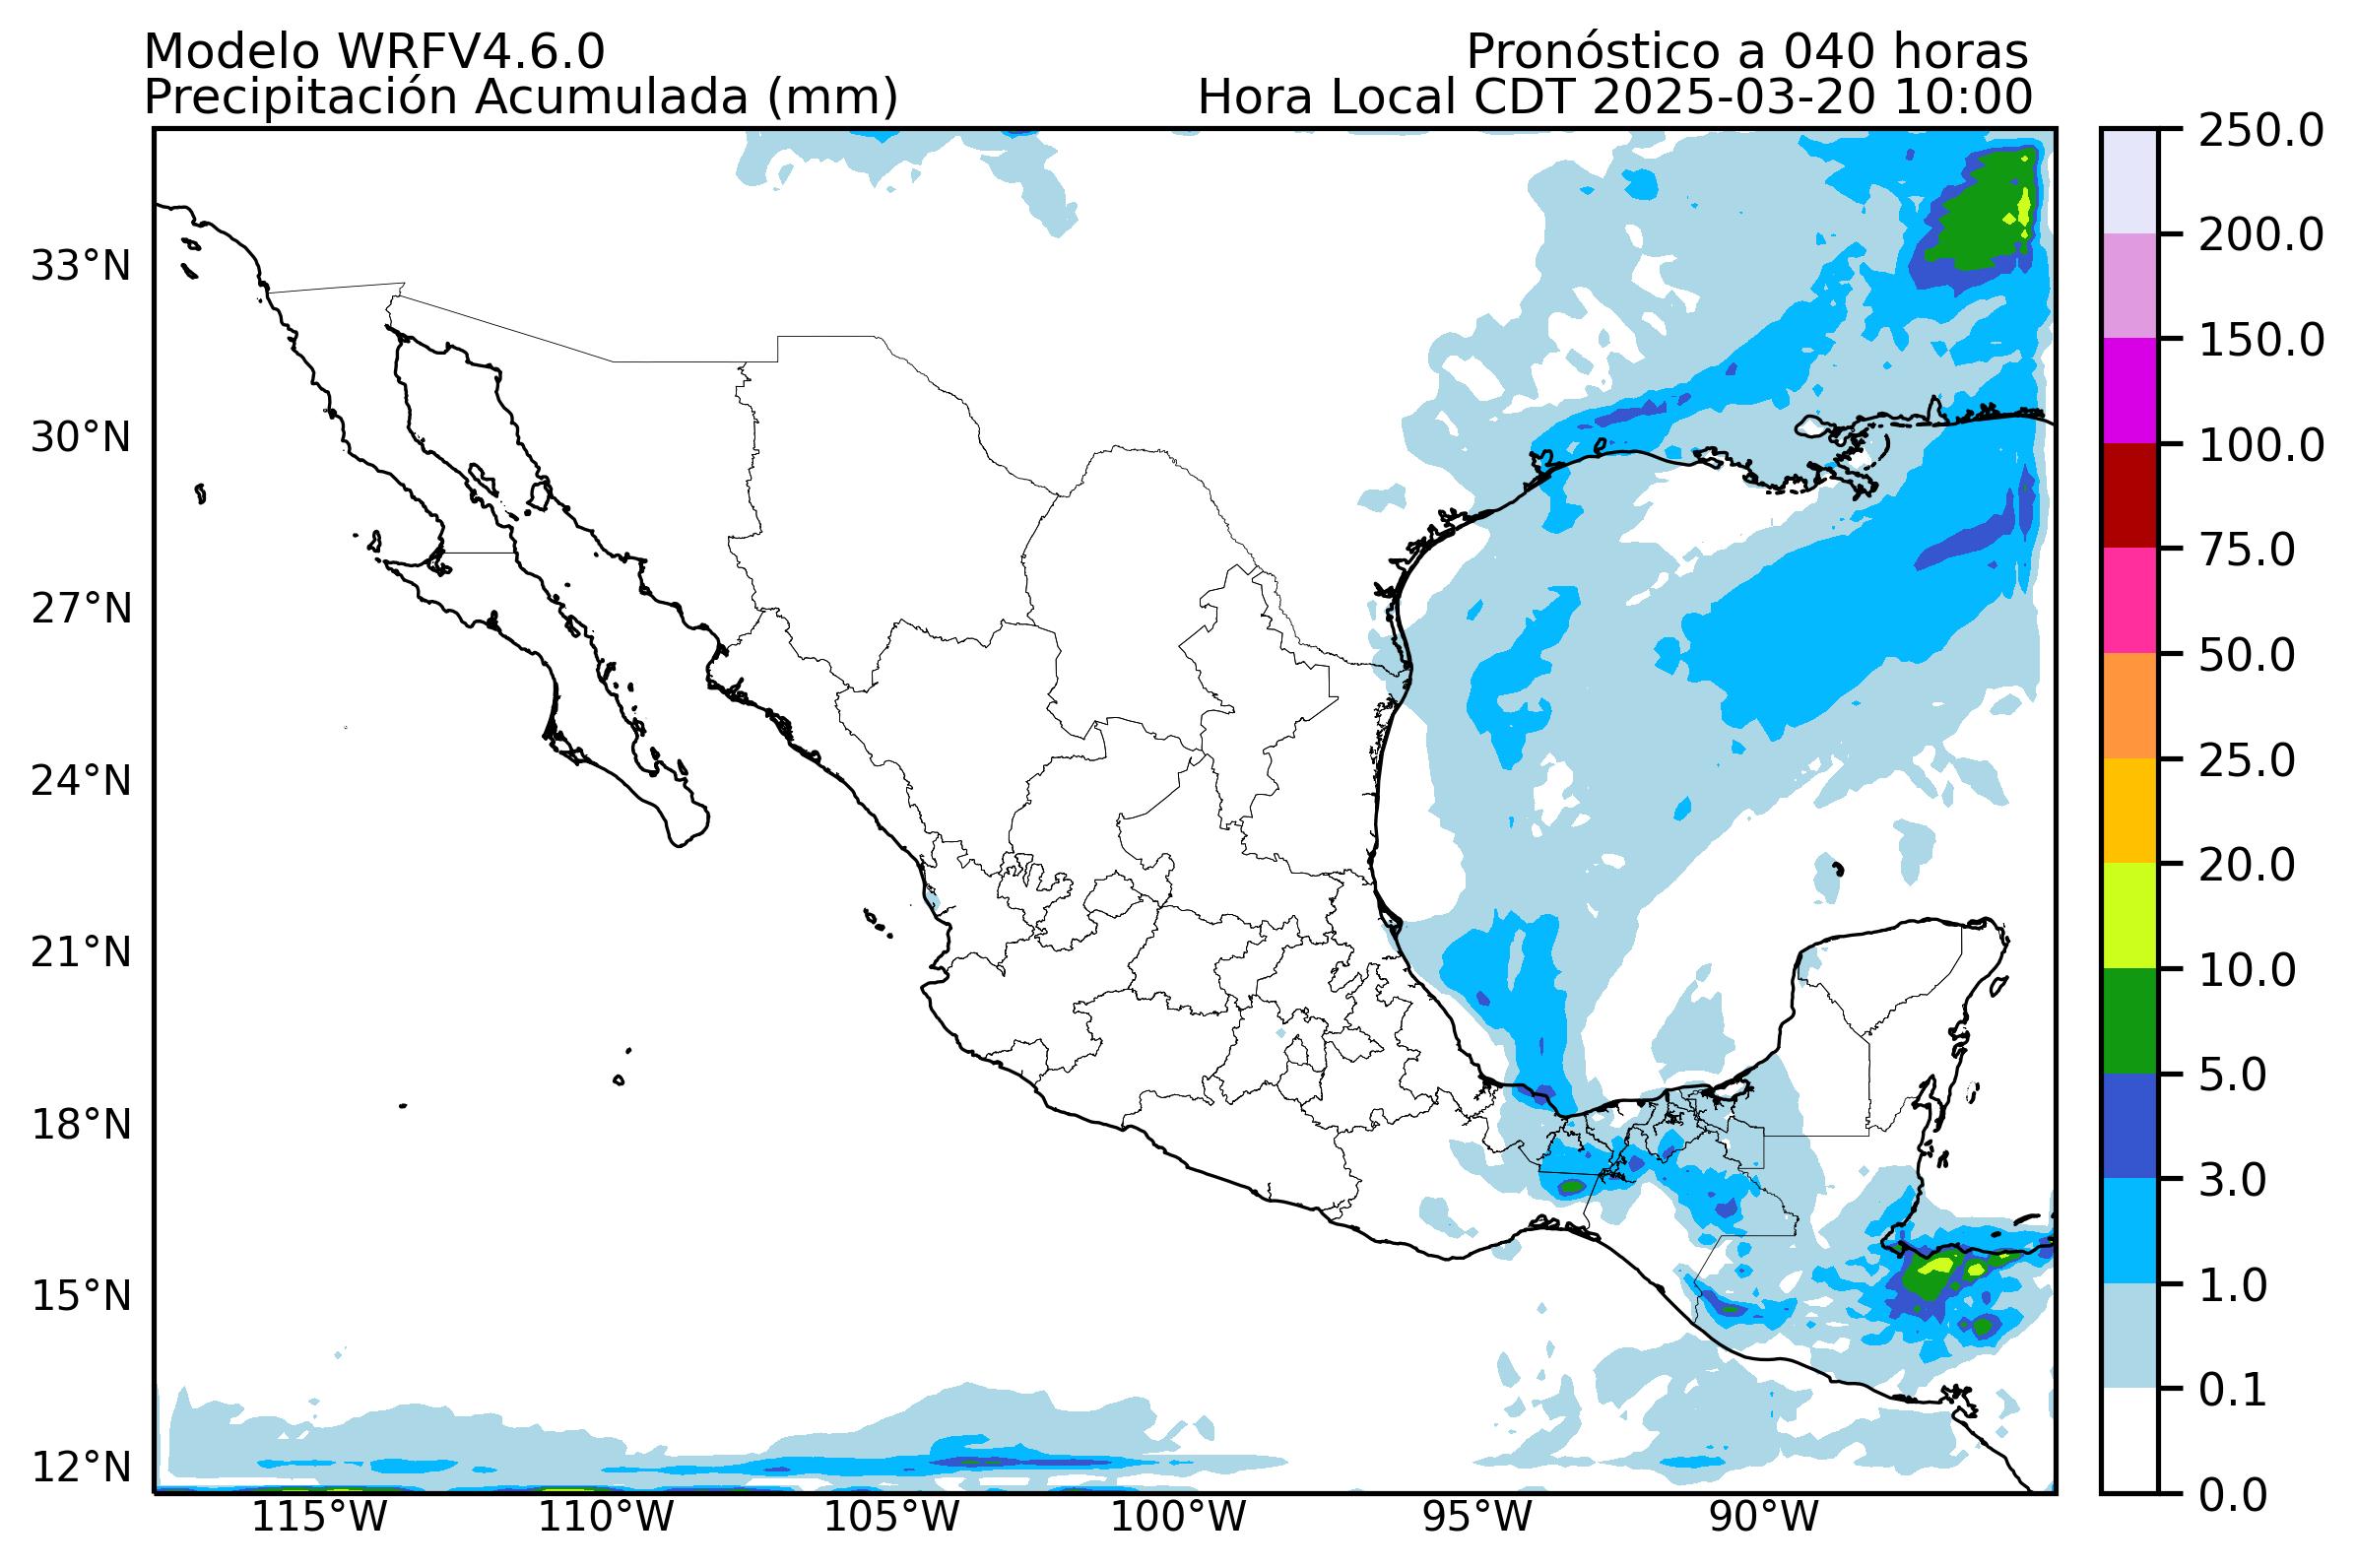 Modelo WRFV4.6.0
Pronóstico a 040 horas
Precipitación Acumulada (mm)
Hora Local CDT 2025-03-20 10:00
250.0
200.0
150.0
100.0
75.0
50.0
25.0
20.0
10.0
5.0
3.0
1.0
0.1
0.0
33°N
30°N
27°N
24°N
21°N
18°N
15°N
12°N
115°W
110°W
105°W
100°W
95°W
90°W